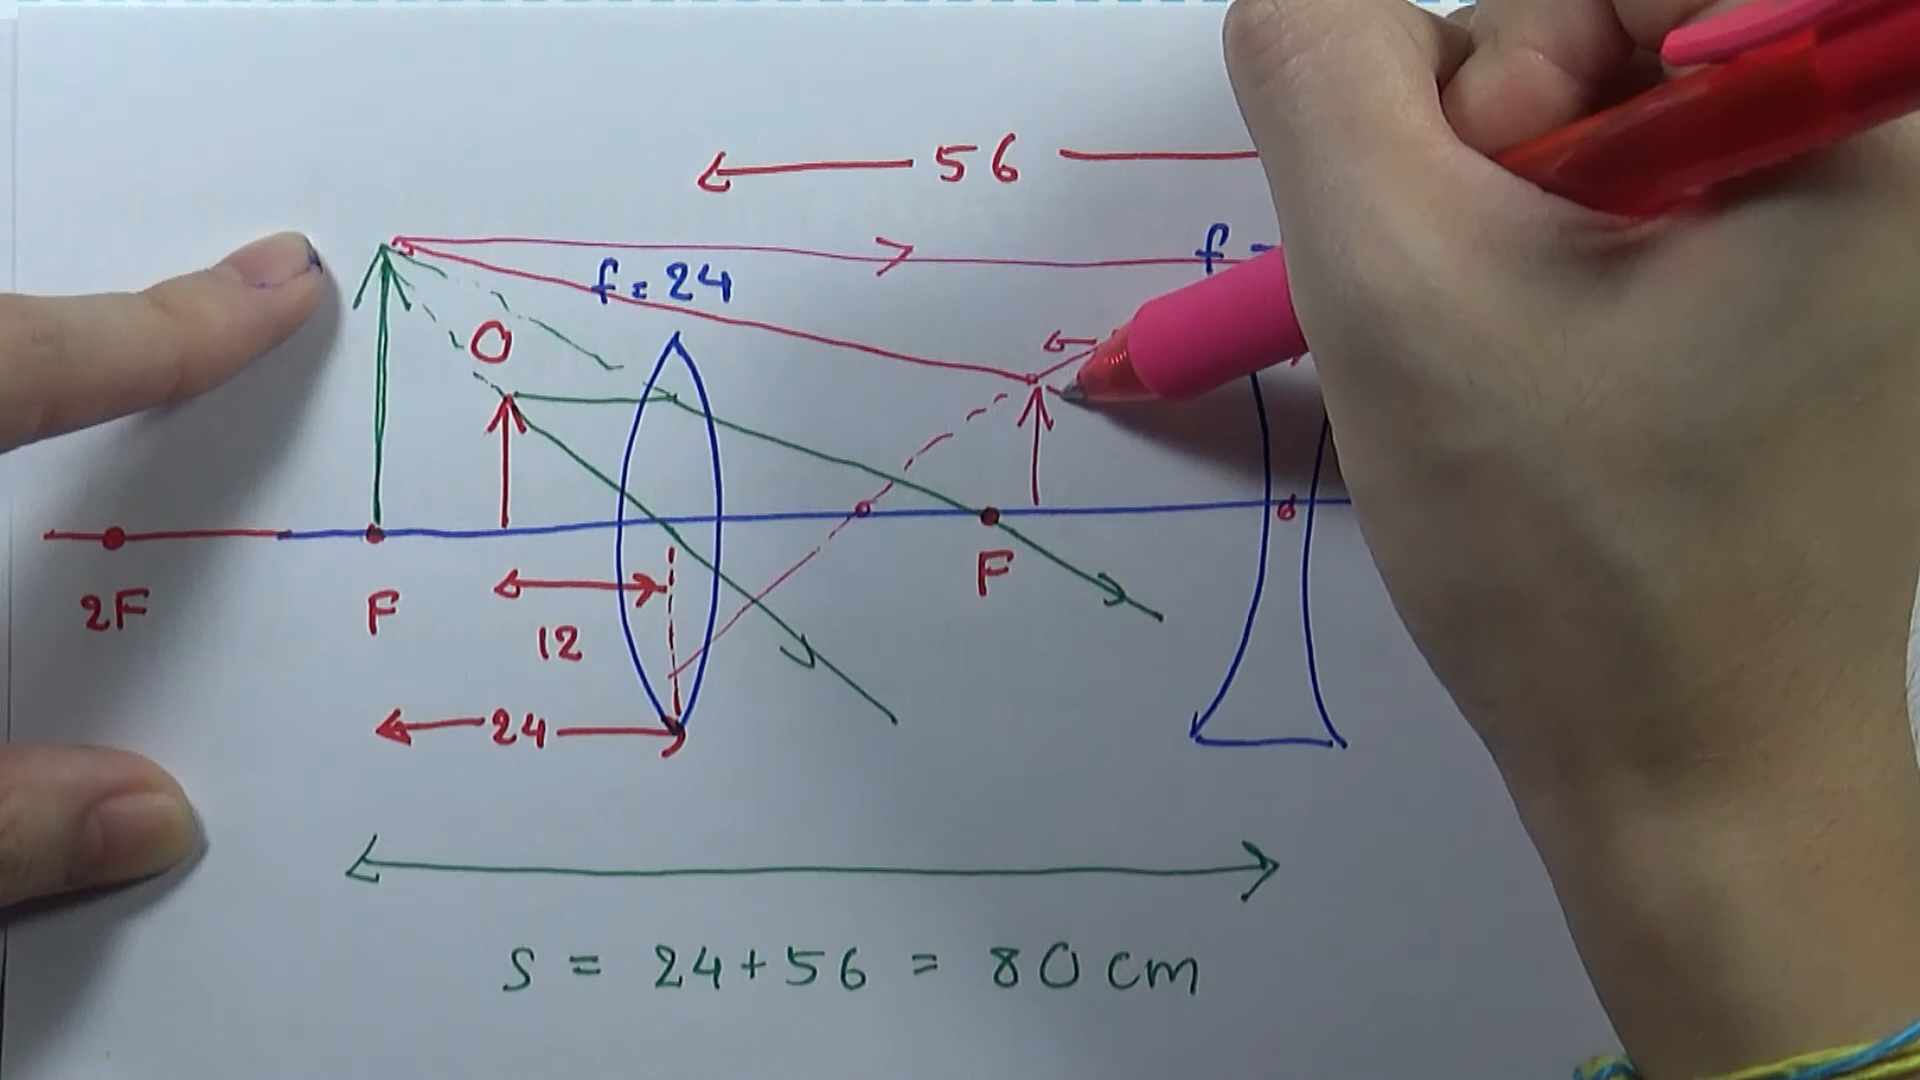 56
f = 24
f =
O
F
2F
F
12
24
S = 24 + 56 = 80 cm